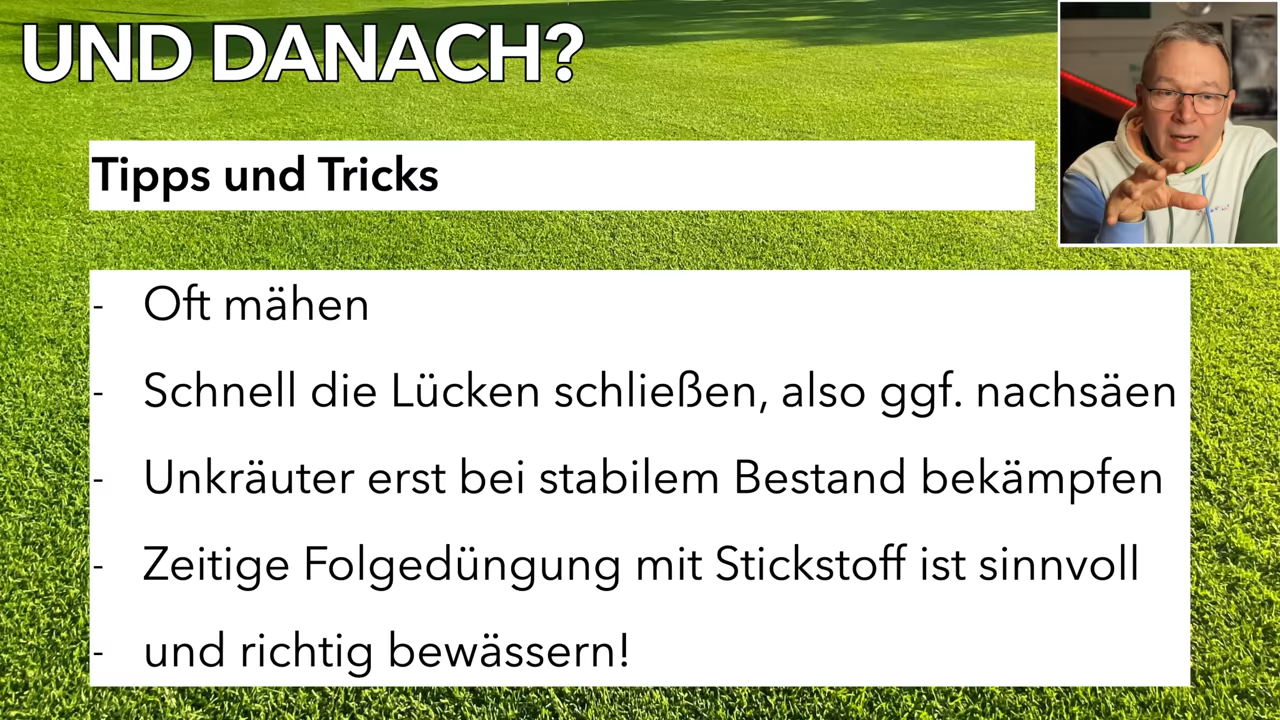 UND DANACH?
Tipps und Tricks
- Oft mähen
- Schnell die Lücken schließen, also ggf. nachsäen
- Unkräuter erst bei stabilem Bestand bekämpfen
- Zeitige Folgedüngung mit Stickstoff ist sinnvoll
- und richtig bewässern!